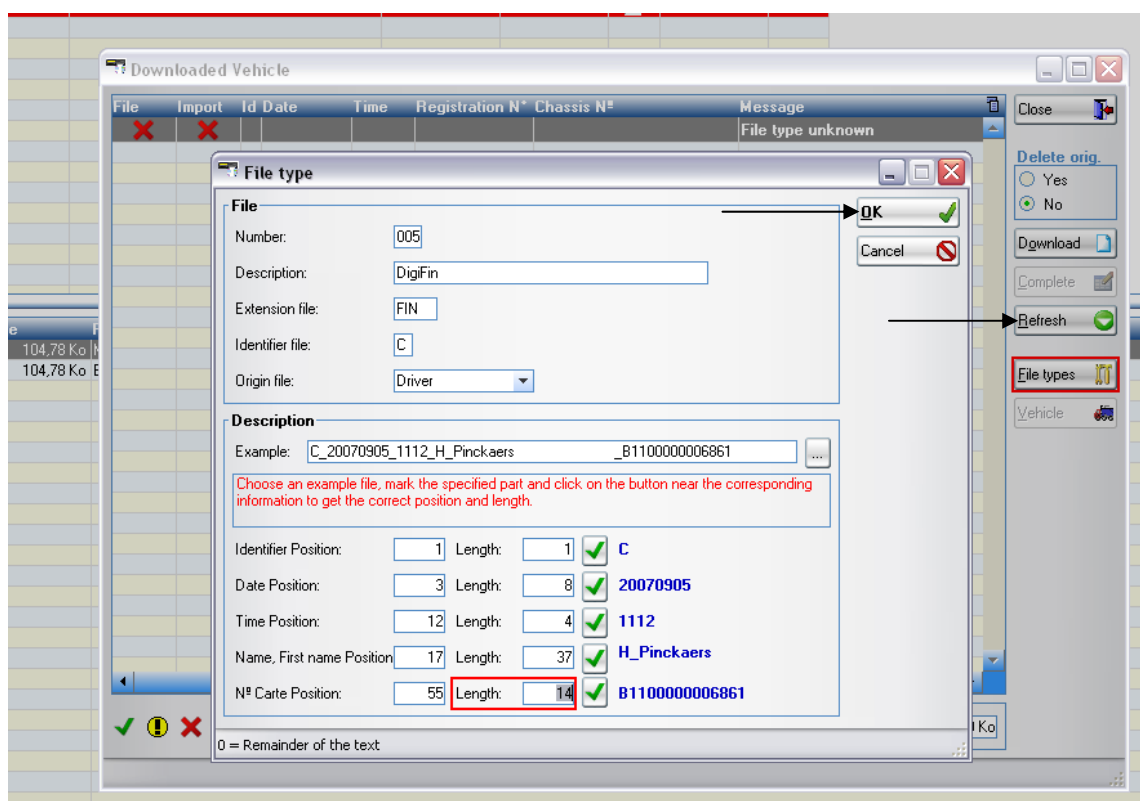 Downloaded Vehicle
File Import Id Date Time Registration N° Chassis Nº Message
File type unknown
Close
Delete orig.
Yes
No
Download
Complete
Refresh
File types
Vehicle
104,78 Ko
104,78 Ko
File type
File
Number: 005
Description: DigiFin
Extension file: FIN
Identifier file: C
Origin file: Driver
OK
Cancel
Description
Example: C_20070905_1112_H_Pinckaers _B1100000006861 ...
Choose an example file, mark the specified part and click on the button near the corresponding
information to get the correct position and length.
Identifier Position: 1 Length: 1 C
Date Position: 3 Length: 8 20070905
Time Position: 12 Length: 4 1112
Name, First name Position 17 Length: 37 H_Pinckaers
Nº Carte Position: 55 Length: 14 B1100000006861
0 = Remainder of the text
Ko